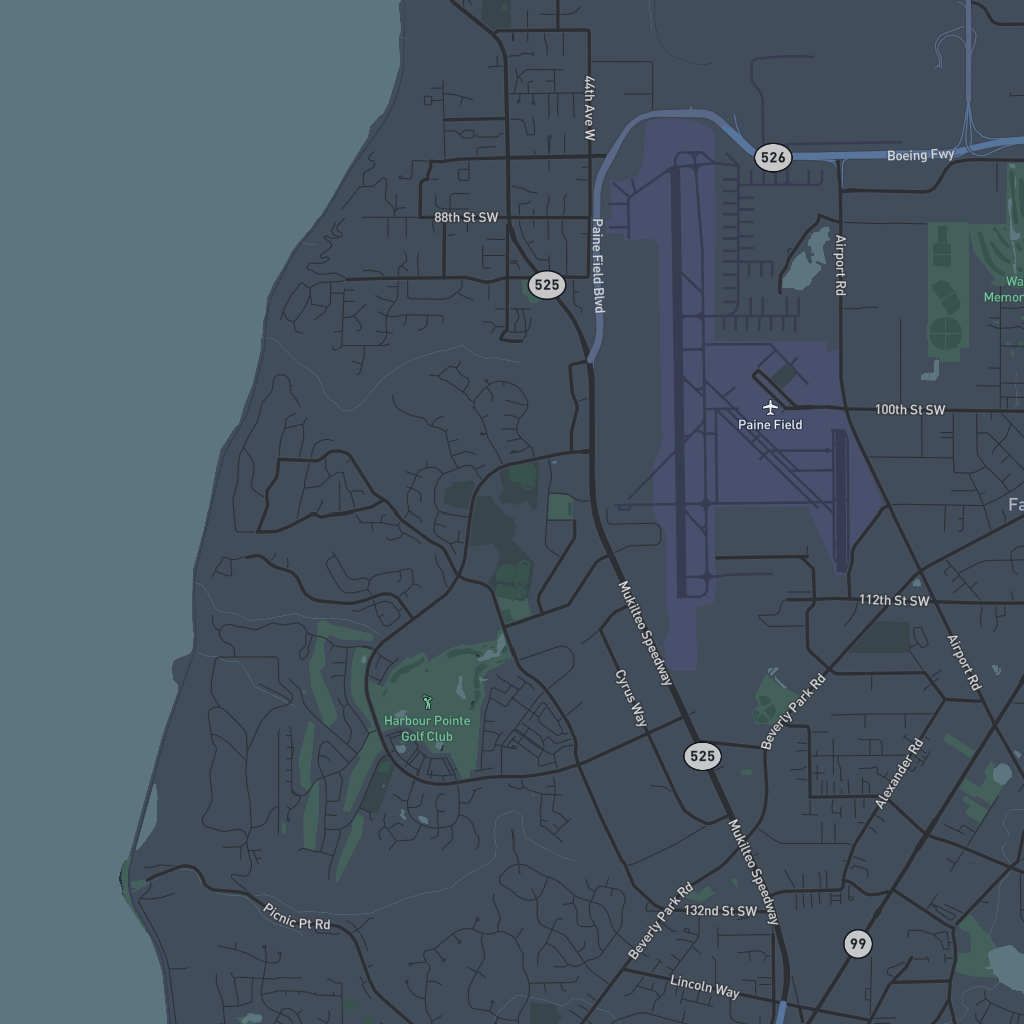 44th Ave W
526
Boeing Fwy
88th St SW
Paine Field Blvd
Airport Rd
525
Wa
Memor
100th St SW
Paine Field
Fa
112th St SW
Mukilteo Speedway
Airport Rd
Cyrus Way
Beverly Park Rd
Harbour Pointe
Golf Club
525
Alexander Rd
Mukilteo Speedway
Picnic Pt Rd
Beverly Park Rd
132nd St SW
99
Lincoln Way